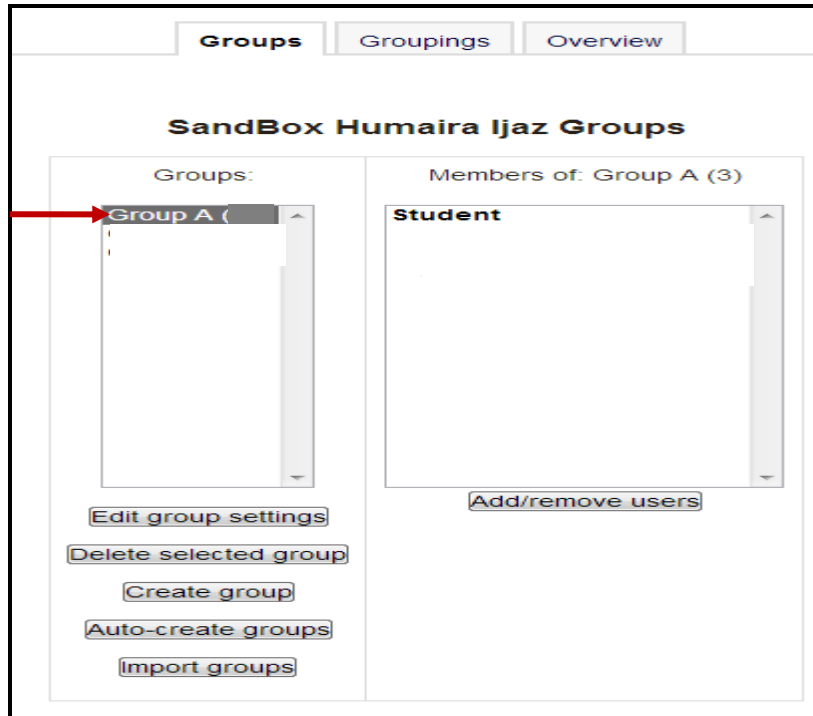 Groups Groupings Overview
SandBox Humaira Ijaz Groups
Groups:
Group A (
Members of: Group A (3)
Student
Edit group settings
Delete selected group
Create group
Auto-create groups
Import groups
Add/remove users